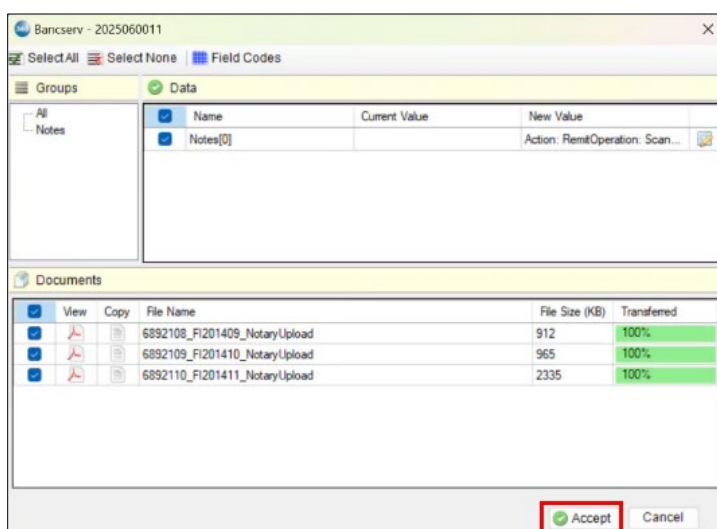 Bancserv - 2025060011
Select All Select None Field Codes
Groups
All
Notes
Data
Name Current Value New Value
Notes[0] Action: RemitOperation: Scan...
Documents
View Copy File Name File Size (KB) Transferred
6892108_FI201409_NotaryUpload 912 100%
6892109_FI201410_NotaryUpload 965 100%
6892110_FI201411_NotaryUpload 2335 100%
Accept Cancel